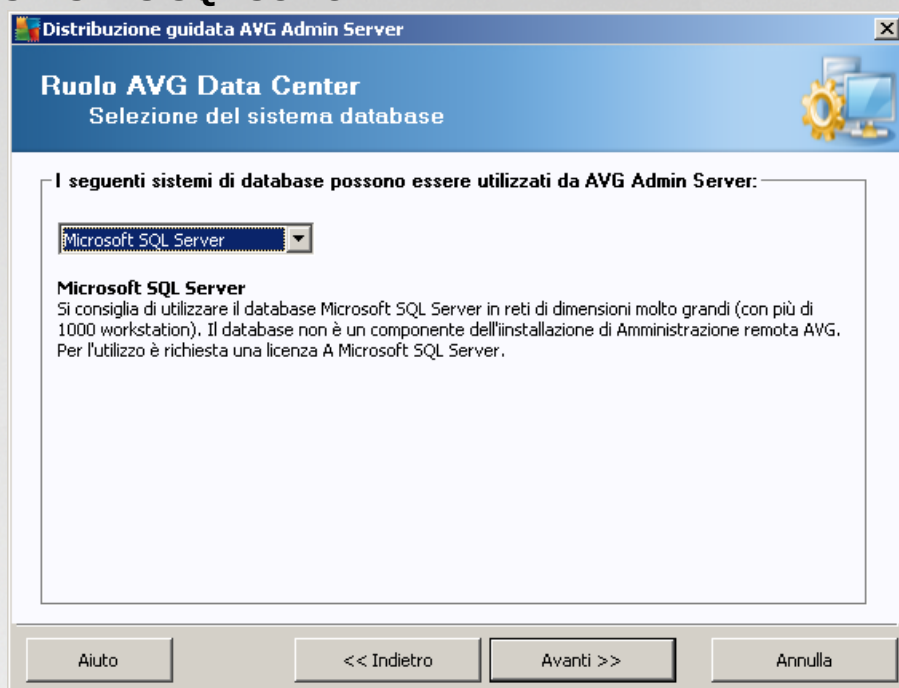 Distribuzione guidata AVG Admin Server
Ruolo AVG Data Center
Selezione del sistema database
I seguenti sistemi di database possono essere utilizzati da AVG Admin Server:
Microsoft SQL Server
Microsoft SQL Server
Si consiglia di utilizzare il database Microsoft SQL Server in reti di dimensioni molto grandi (con più di
1000 workstation). Il database non è un componente dell'iinstallazione di Amministrazione remota AVG.
Per l'utilizzo è richiesta una licenza A Microsoft SQL Server.
Aiuto
<< Indietro
Avanti >>
Annulla